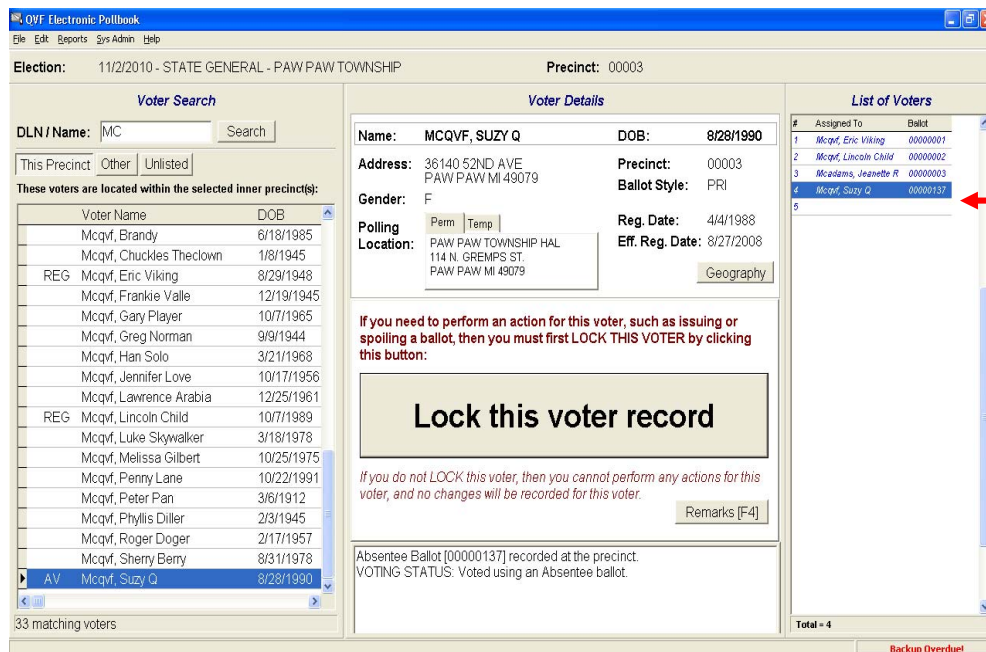 QVF Electronic Pollbook
File Edit Reports Sys Admin Help
Election: 11/2/2010 - STATE GENERAL - PAW PAW TOWNSHIP Precinct: 00003
Voter Search
DLN / Name: MC Search
This Precinct Other Unlisted
These voters are located within the selected inner precinct(s):
Voter Name DOB
Mcqvf, Brandy 6/18/1985
Mcqvf, Chuckles Theclown 1/8/1945
REG Mcqvf, Eric Viking 8/29/1948
Mcqvf, Frankie Valle 12/19/1945
Mcqvf, Gary Player 10/7/1965
Mcqvf, Greg Norman 9/9/1944
Mcqvf, Han Solo 3/21/1968
Mcqvf, Jennifer Love 10/17/1956
Mcqvf, Lawrence Arabia 12/25/1961
REG Mcqvf, Lincoln Child 10/7/1989
Mcqvf, Luke Skywalker 3/18/1978
Mcqvf, Melissa Gilbert 10/25/1975
Mcqvf, Penny Lane 10/22/1991
Mcqvf, Peter Pan 3/6/1912
Mcqvf, Phyllis Diller 2/3/1945
Mcqvf, Roger Doger 2/17/1957
Mcqvf, Sherry Berry 8/31/1978
AV Mcqvf, Suzy Q 8/28/1990
33 matching voters
Voter Details
Name: MCQVF, SUZY Q DOB: 8/28/1990
Address: 36140 52ND AVE Precinct: 00003
PAW PAW MI 49079
Ballot Style: PRI
Gender: F
Polling Location: Perm Temp Reg. Date: 4/4/1988
PAW PAW TOWNSHIP HAL Eff. Reg. Date: 8/27/2008
114 N. GREMPS ST.
PAW PAW MI 49079
Geography
If you need to perform an action for this voter, such as issuing or
spoiling a ballot, then you must first LOCK THIS VOTER by clicking
this button:
Lock this voter record
If you do not LOCK this voter, then you cannot perform any actions for this
voter, and no changes will be recorded for this voter.
Remarks [F4]
Absentee Ballot [00000137] recorded at the precinct.
VOTING STATUS: Voted using an Absentee ballot.
List of Voters
# Assigned To Ballot
1 Mcqvf, Eric Viking 00000001
2 Mcqvf, Lincoln Child 00000002
3 Mcadams, Jeanette R 00000003
4 Mcqvf, Suzy Q 00000137
5
Total = 4
Backup Overdue!